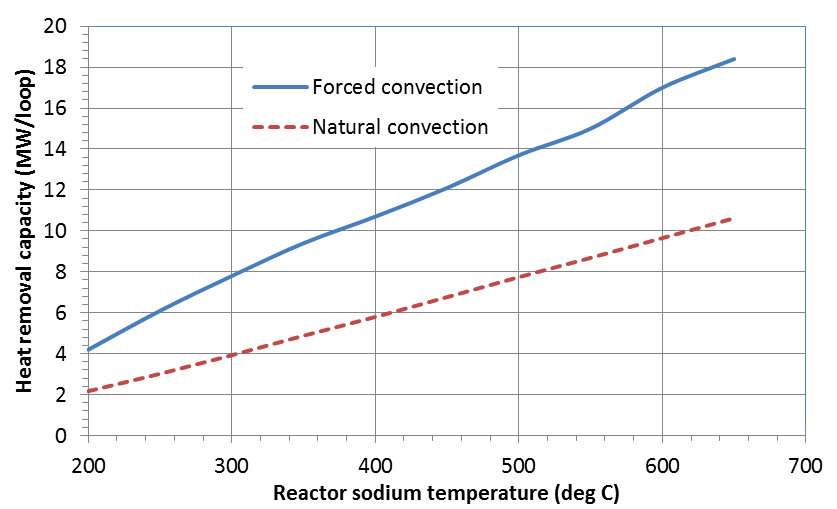 20
18
16
14
12
10
8
6
4
2
0
Heat removal capacity (MW/loop)
Forced convection
Natural convection
200 300 400 500 600 700
Reactor sodium temperature (deg C)